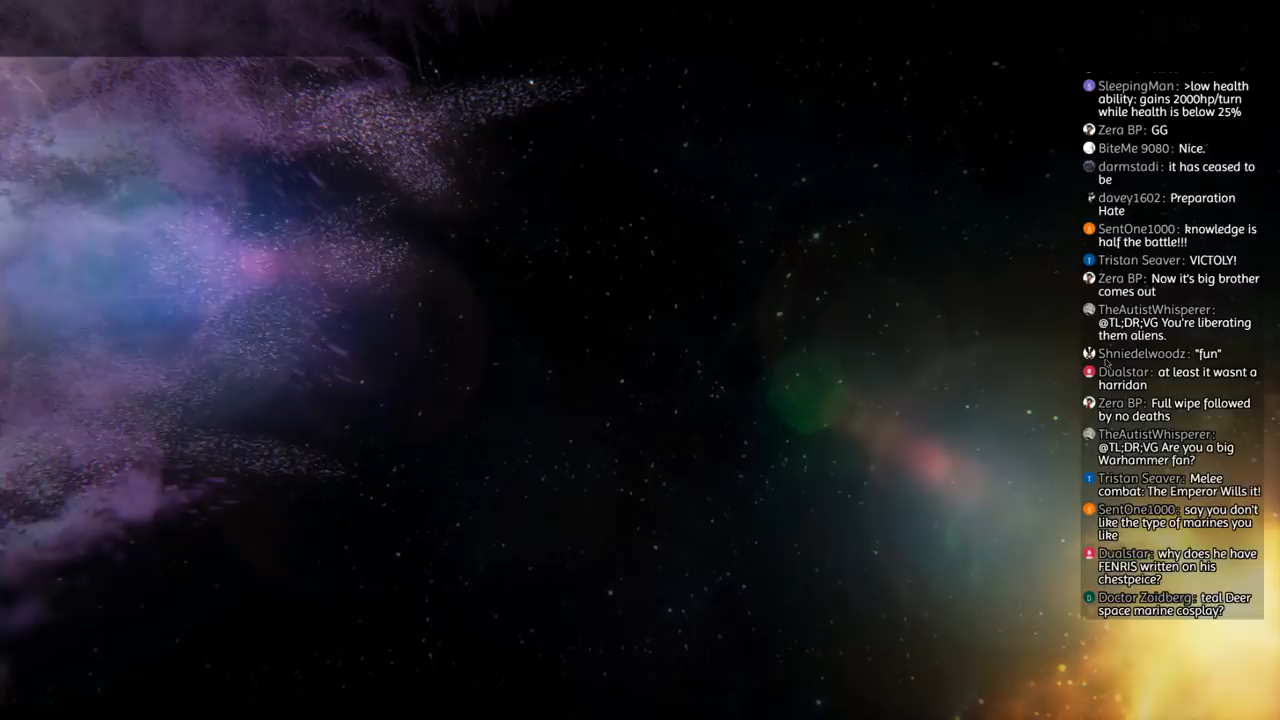 SleepingMan: >low health
ability: gains 2000hp/turn
while health is below 25%
Zera BP: GG
BiteMe 9080: Nice.
darmstadi: it has ceased to
be
davey1602: Preparation
Hate
SentOne1000: knowledge is
half the battle!!!
Tristan Seaver: VICTOLY!
Zera BP: Now it's big brother
comes out
TheAutistWhisperer:
@TL;DR;VG You're liberating
them aliens.
Shniedelwoodz: "fun"
Dualstar: at least it wasnt a
harridan
Zera BP: Full wipe followed
by no deaths
TheAutistWhisperer:
@TL;DR;VG Are you a big
Warhammer fan?
Tristan Seaver: Melee
combat: The Emperor Wills it!
SentOne1000: say you don't
like the type of marines you
like
Dualstar: why does he have
FENRIS written on his
chestpeice?
Doctor Zoidberg: teal Deer
space marine cosplay?